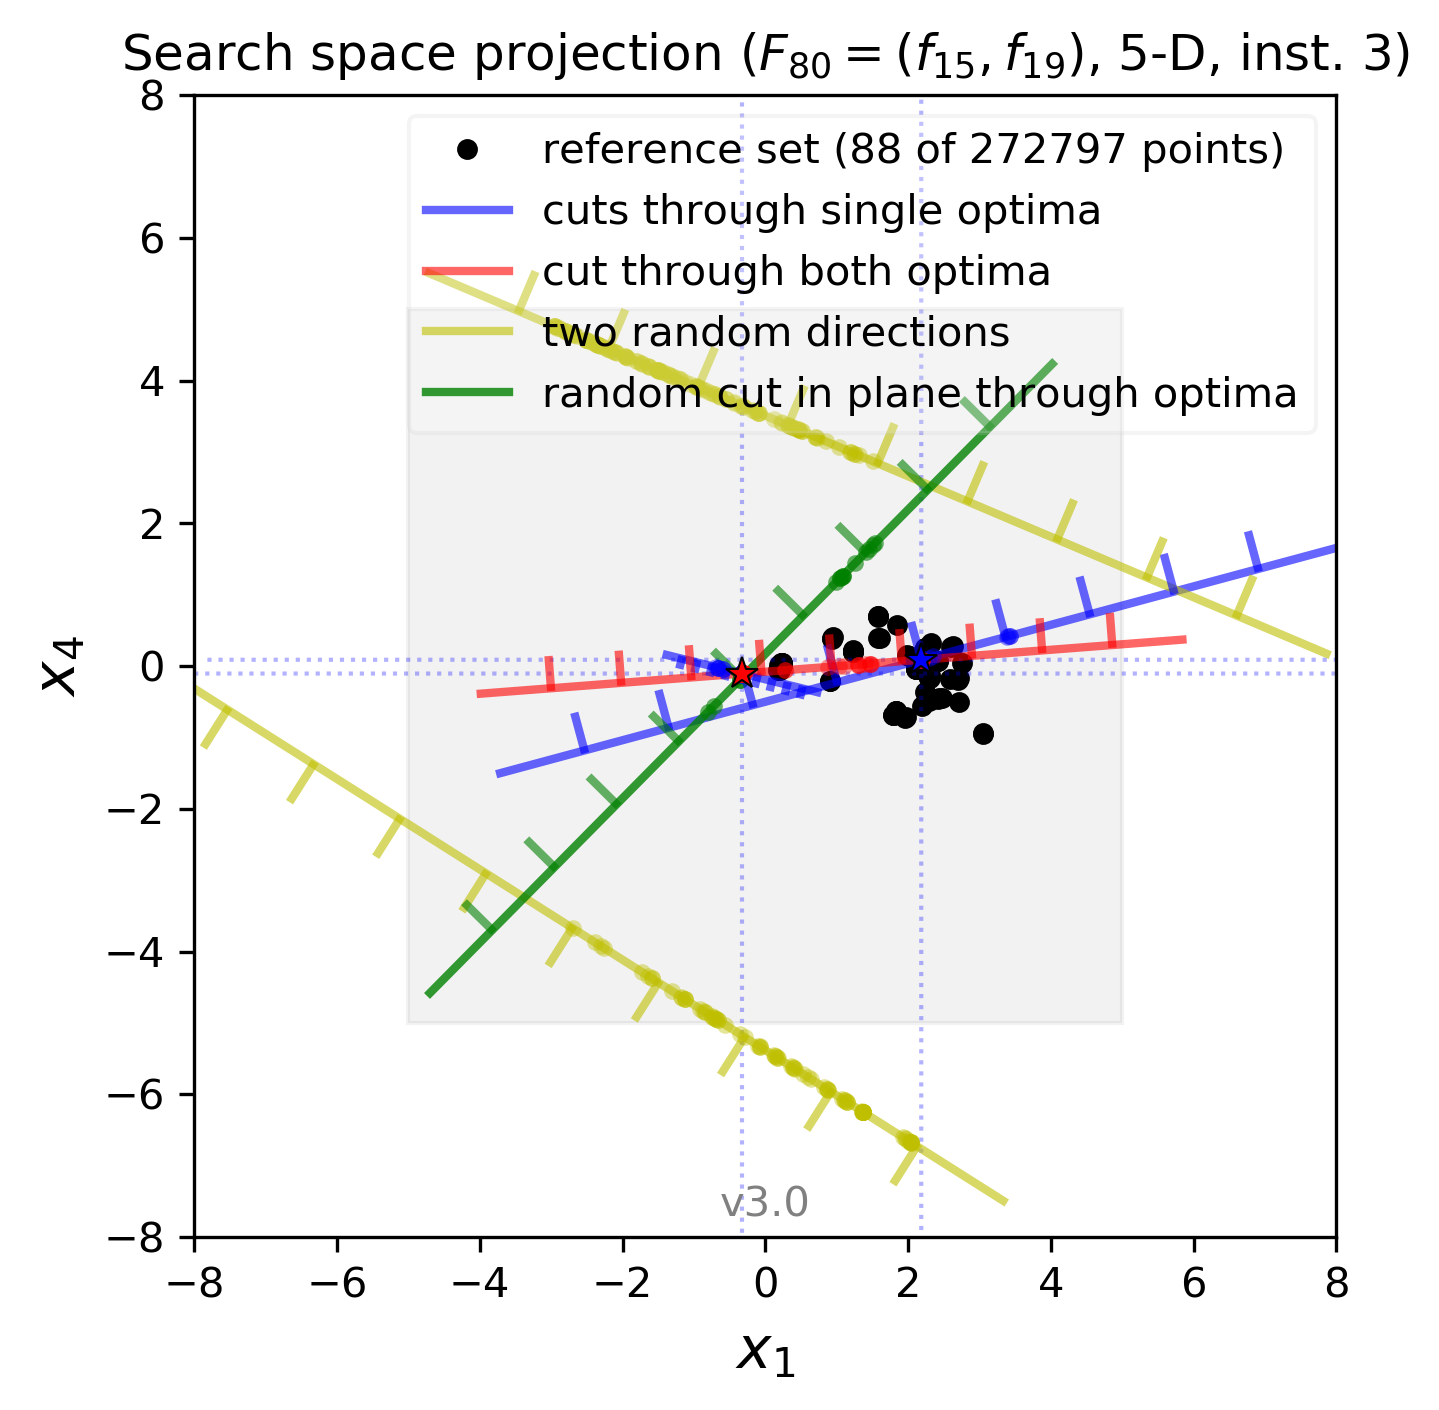 Search space projection (F₈₀ = (f₁₅, f₁₉), 5-D, inst. 3)
reference set (88 of 272797 points)
cuts through single optima
cut through both optima
two random directions
random cut in plane through optima
8
6
4
2
0
−2
−4
−6
−8
x₄
v3.0
−8 −6 −4 −2 0 2 4 6 8
x₁